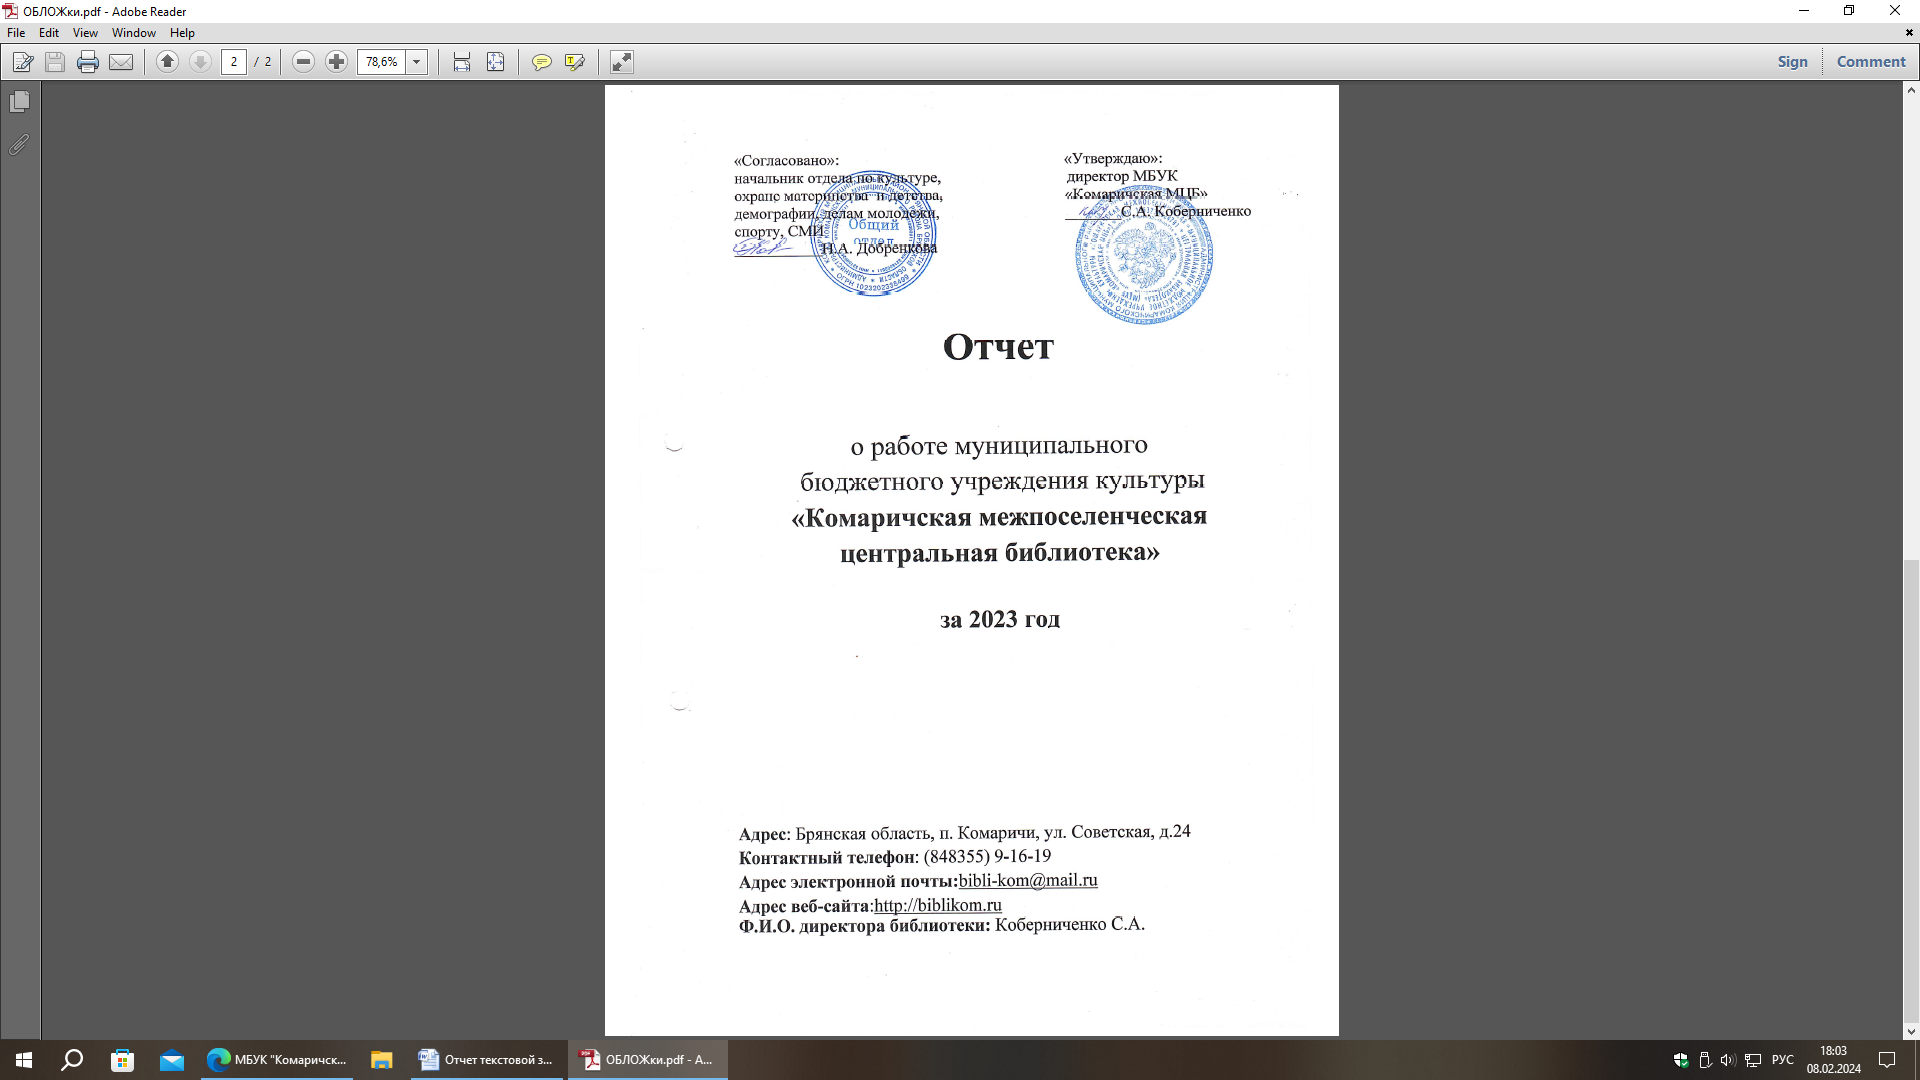 ОБЛОЖки.pdf - Adobe Reader
File Edit View Window Help
2 / 2
78,6%
Sign
Comment
«Согласовано»:
начальник отдела по культуре,
охране материнства и детства,
демографии, делам молодежи,
спорту, СМИ
Н.А. Добренкова
Общий
отдел
ОГРН 1023202336499
«Утверждаю»:
директор МБУК
«Комаричская МЦБ»
С.А. Коберниченко
Отчет
о работе муниципального
бюджетного учреждения культуры
«Комаричская межпоселенческая
центральная библиотека»
за 2023 год
Адрес: Брянская область, п. Комаричи, ул. Советская, д.24
Контактный телефон: (848355) 9-16-19
Адрес электронной почты:bibli-kom@mail.ru
Адрес веб-сайта:http://biblikom.ru
Ф.И.О. директора библиотеки: Коберниченко С.А.
МБУК "Комаричск...
Отчет текстовой з...
ОБЛОЖки.pdf - A...
РУС
18:03
08.02.2024